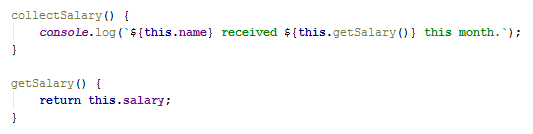 collectSalary() {
    console.log(`${this.name} received ${this.getSalary()} this month.`);
}

getSalary() {
    return this.salary;
}